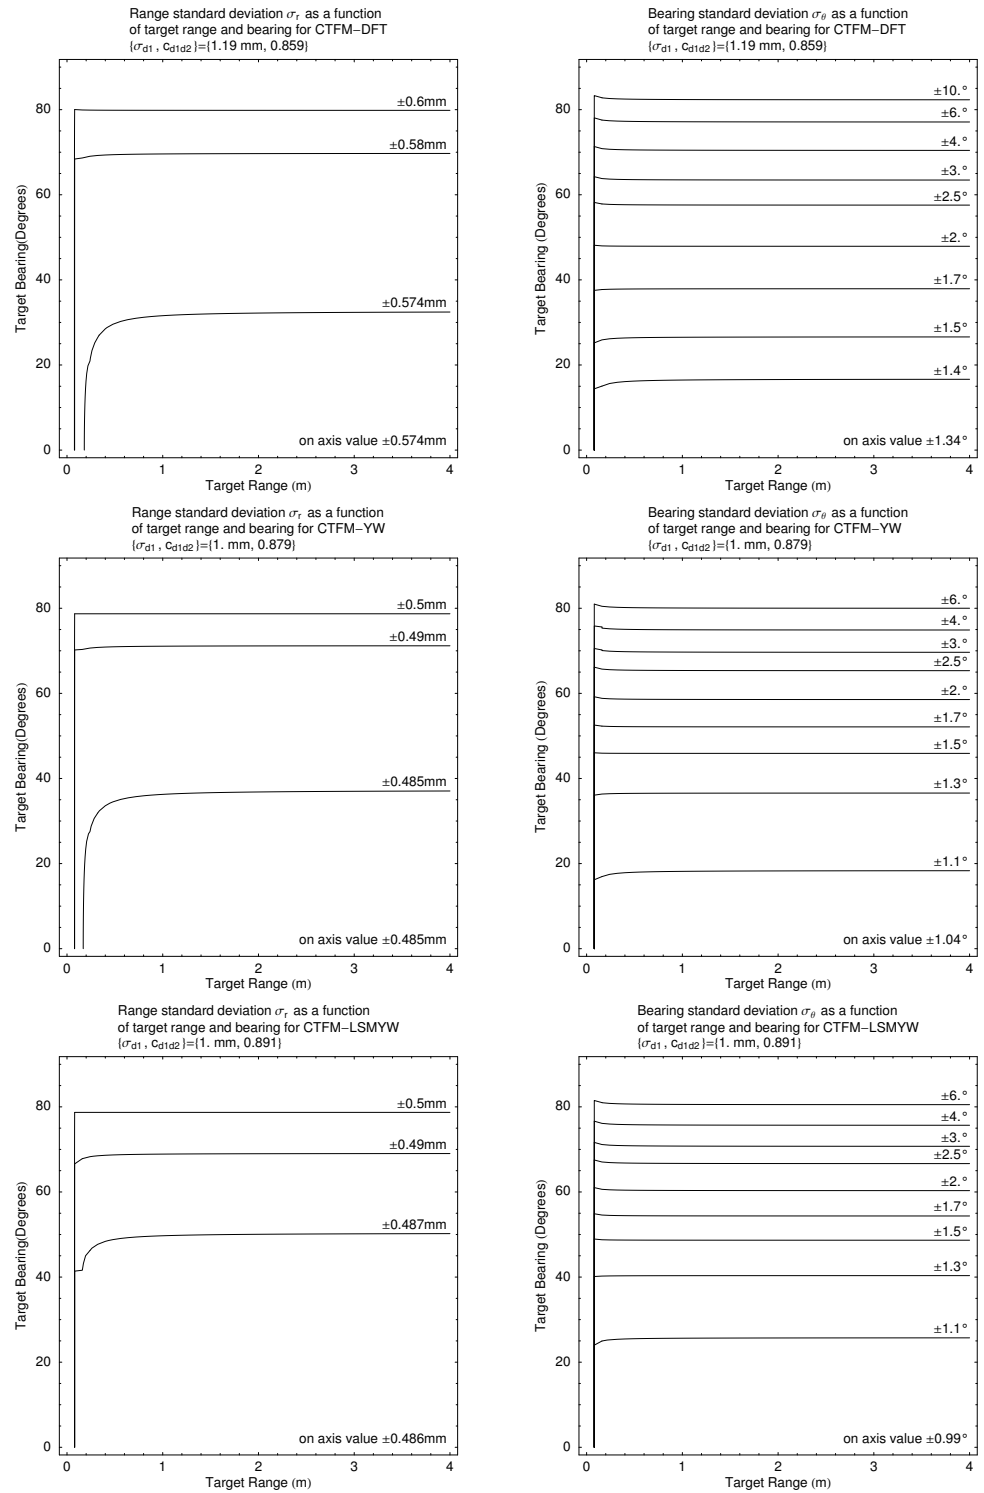 Range standard deviation σr as a function
of target range and bearing for CTFM−DFT
{σd1, cd1d2}={1.19 mm, 0.859}
±0.6mm
80
±0.58mm
60
Target Bearing(Degrees)
40
±0.574mm
20
on axis value ±0.574mm
0
0 1 2 3 4
Target Range (m)
Bearing standard deviation σθ as a function
of target range and bearing for CTFM−DFT
{σd1, cd1d2}={1.19 mm, 0.859}
±10.°
80
±6.°
±4.°
±3.°
60
±2.5°
Target Bearing (Degrees)
±2.°
40
±1.7°
±1.5°
20
±1.4°
on axis value ±1.34°
0
0 1 2 3 4
Target Range (m)
Range standard deviation σr as a function
of target range and bearing for CTFM−YW
{σd1, cd1d2}={1. mm, 0.879}
±0.5mm
80
±0.49mm
60
Target Bearing(Degrees)
40
±0.485mm
20
on axis value ±0.485mm
0
0 1 2 3 4
Target Range (m)
Bearing standard deviation σθ as a function
of target range and bearing for CTFM−YW
{σd1, cd1d2}={1. mm, 0.879}
±6.°
80
±4.°
±3.°
±2.5°
60
±2.°
Target Bearing (Degrees)
±1.7°
±1.5°
40
±1.3°
20
±1.1°
on axis value ±1.04°
0
0 1 2 3 4
Target Range (m)
Range standard deviation σr as a function
of target range and bearing for CTFM−LSMYW
{σd1, cd1d2}={1. mm, 0.891}
±0.5mm
80
±0.49mm
60
Target Bearing(Degrees)
±0.487mm
40
20
on axis value ±0.486mm
0
0 1 2 3 4
Target Range (m)
Bearing standard deviation σθ as a function
of target range and bearing for CTFM−LSMYW
{σd1, cd1d2}={1. mm, 0.891}
±6.°
80
±4.°
±3.°
±2.5°
60
±2.°
Target Bearing (Degrees)
±1.7°
±1.5°
40
±1.3°
±1.1°
20
on axis value ±0.99°
0
0 1 2 3 4
Target Range (m)